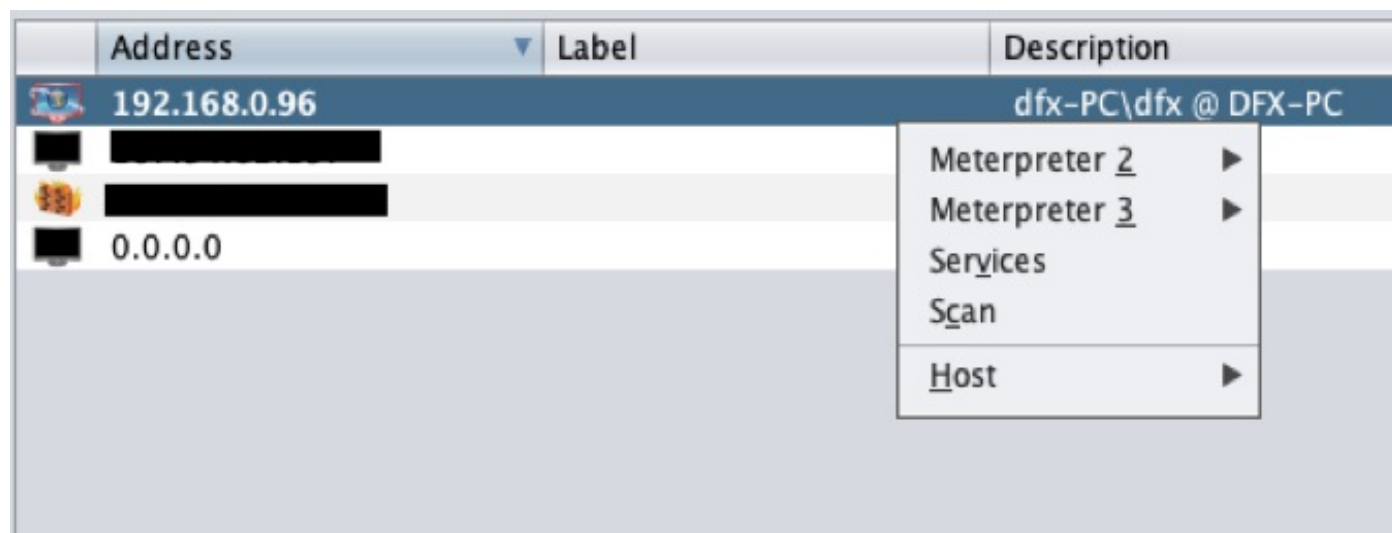 Address Label Description
192.168.0.96 dfx-PC\dfx @ DFX-PC
Meterpreter 2
Meterpreter 3
0.0.0.0
Services
Scan
Host